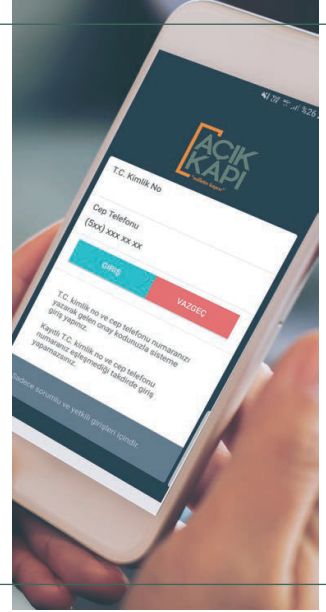 %26
AÇIK
KAPI
T.C. Kimlik No
Cep Telefonu
(5xx) xxx xx xx
GİRİŞ
VAZGEÇ
T.C. kimlik no ve cep telefonu numaranızı
yazarak gelen onay kodunuzla sisteme
giriş yapınız.
Kayıtlı T.C. kimlik no ve cep telefonu
numaranız eşleşmediği takdirde giriş
yapamazsınız.
Sadece sorumlu ve yetkili girişleri içindir.